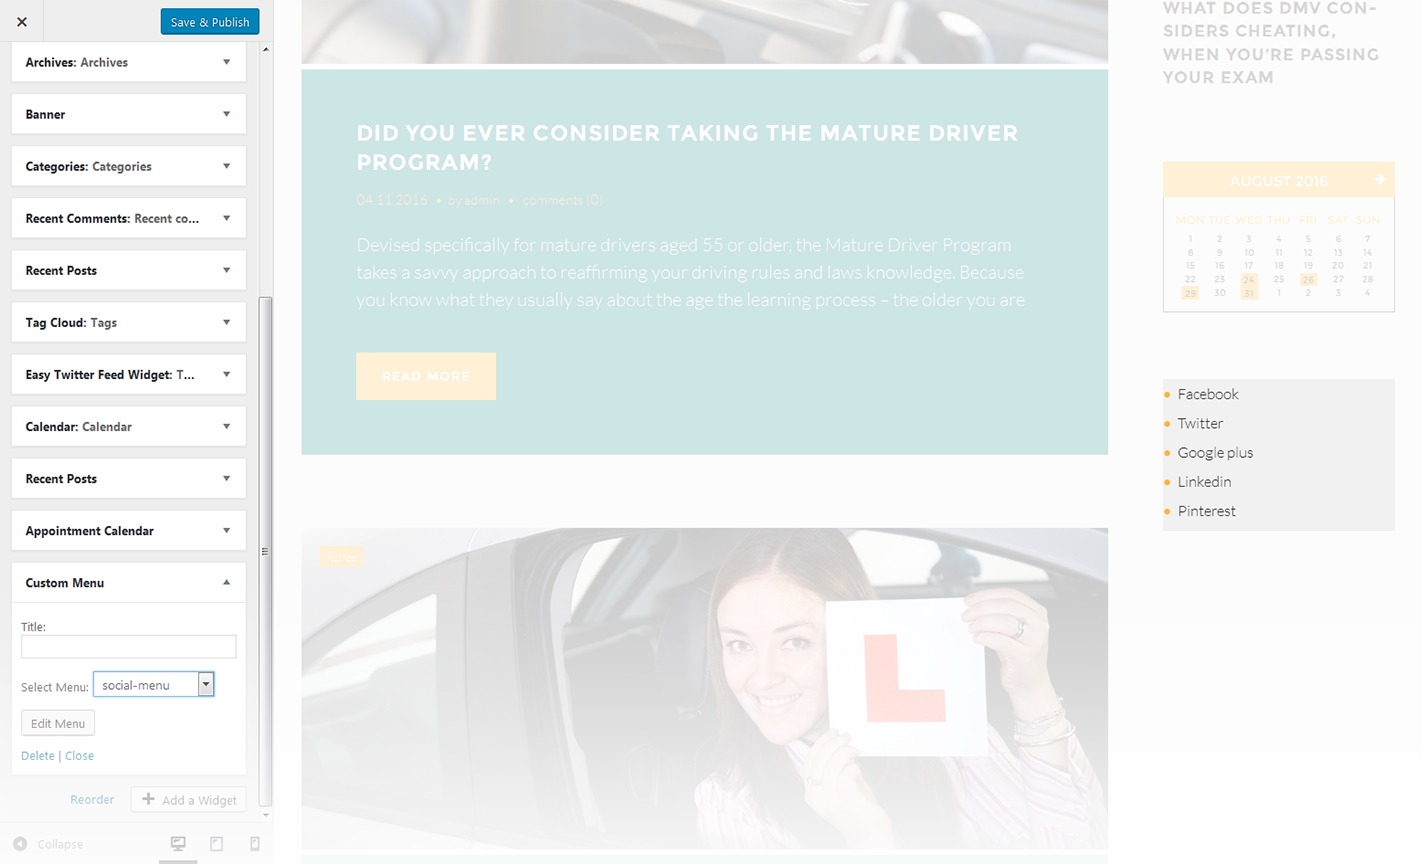 Save & Publish
Archives: Archives
Banner
Categories: Categories
Recent Comments: Recent co...
Recent Posts
Tag Cloud: Tags
Easy Twitter Feed Widget: T...
Calendar: Calendar
Recent Posts
Appointment Calendar
Custom Menu
Title:
Select Menu: social-menu
Edit Menu
Delete | Close
Reorder
Add a Widget
Collapse
DID YOU EVER CONSIDER TAKING THE MATURE DRIVER
PROGRAM?
04.11.2016 • by admin • comments (0)
Devised specifically for mature drivers aged 55 or older, the Mature Driver Program
takes a savvy approach to reaffirming your driving rules and laws knowledge. Because
you know what they usually say about the age the learning process – the older you are
READ MORE
Rules
L
WHAT DOES DMV CON-
SIDERS CHEATING,
WHEN YOU'RE PASSING
YOUR EXAM
AUGUST 2016
MON TUE WED THU FRI SAT SUN
1 2 3 4 5 6 7
8 9 10 11 12 13 14
15 16 17 18 19 20 21
22 23 24 25 26 27 28
29 30 31 1 2 3 4
Facebook
Twitter
Google plus
Linkedin
Pinterest